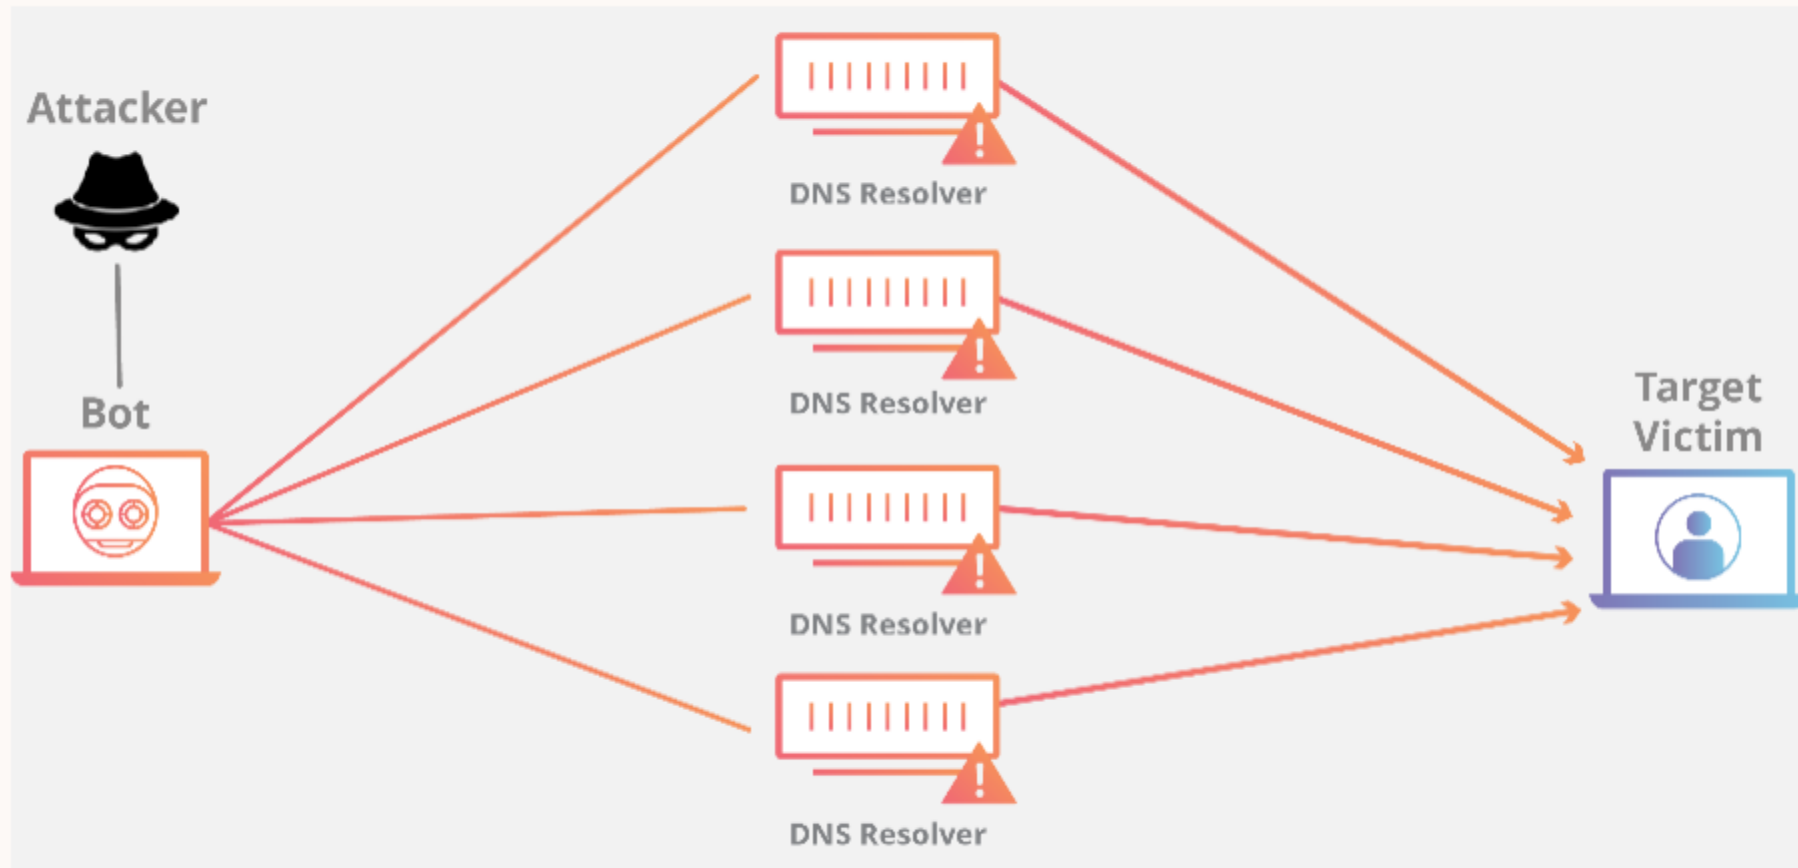 Attacker
Bot
DNS Resolver
DNS Resolver
DNS Resolver
DNS Resolver
Target
Victim